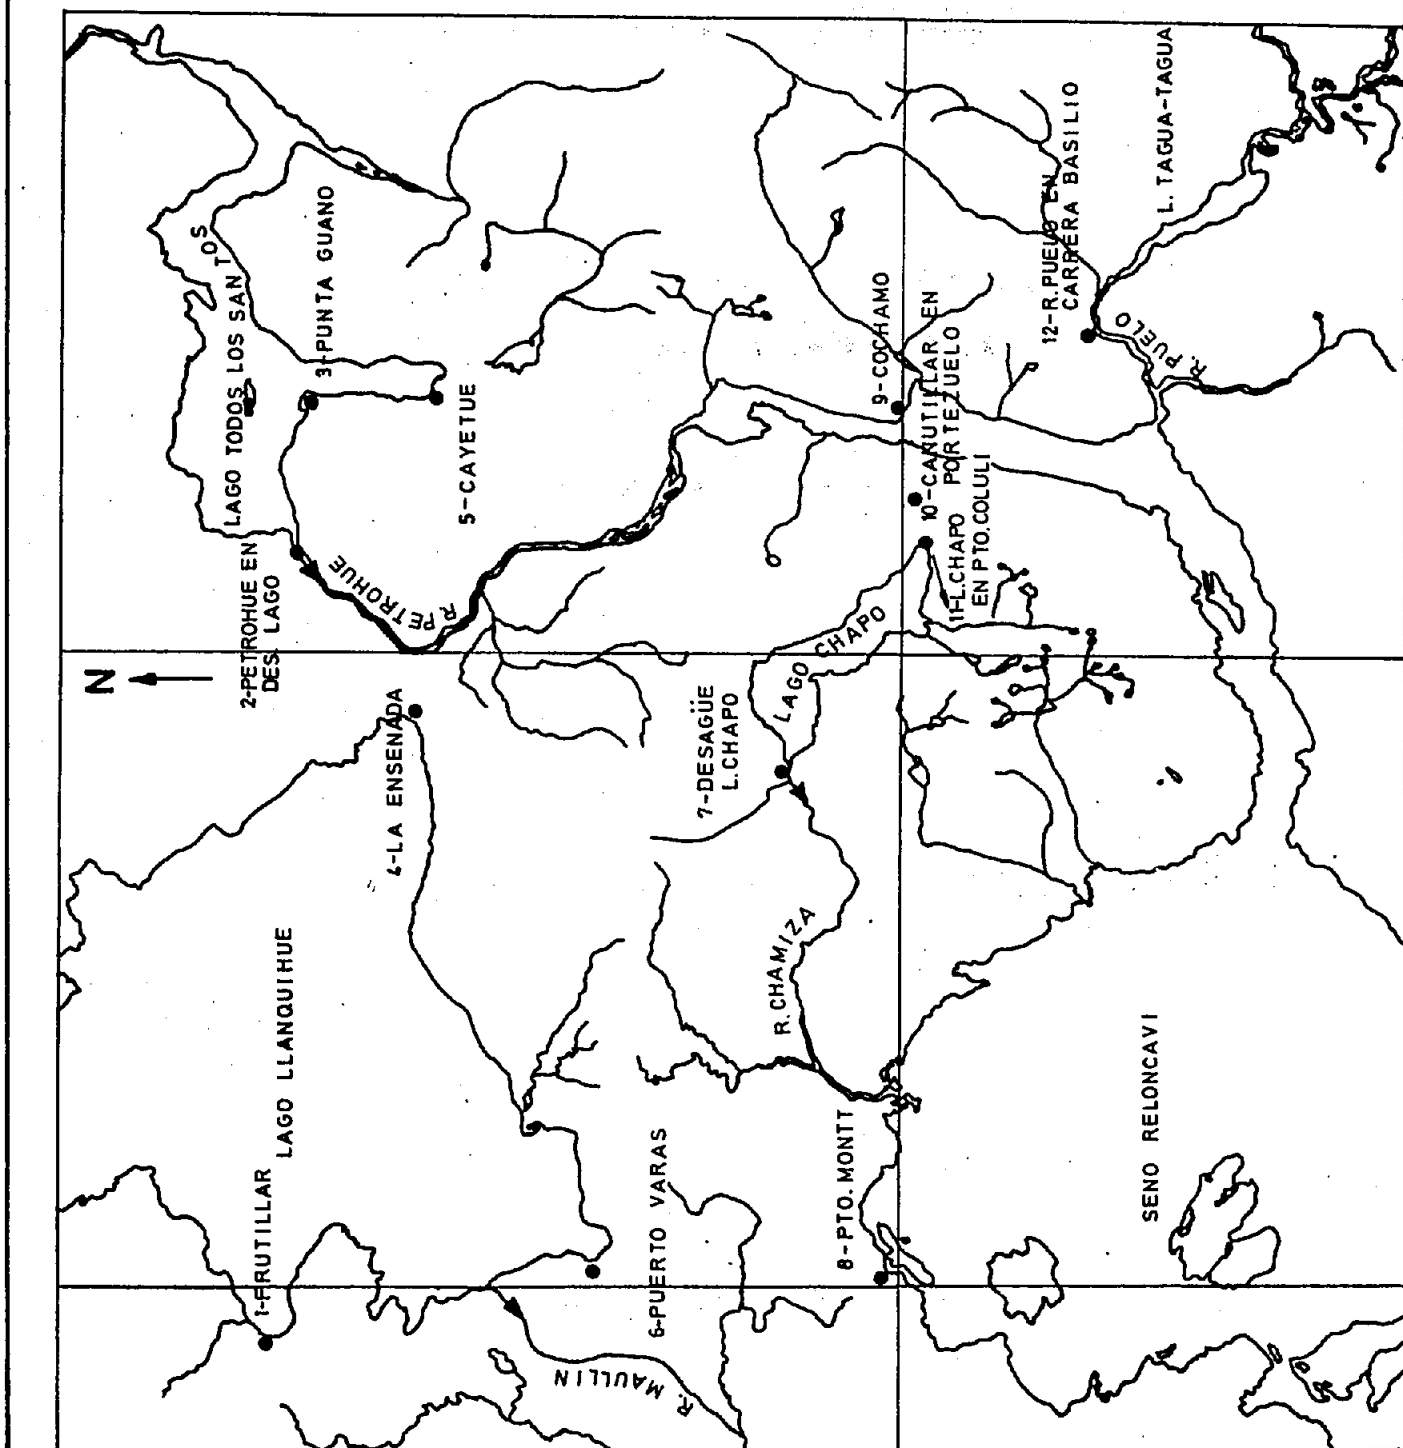 N
1-FRUTILLAR
LAGO LLANQUIHUE
4-LA ENSENADA
2-PETROHUE EN
DES. LAGO
LAGO TODOS LOS SANTOS
3-PUNTA GUANO
R. PETROHUE
5-CAYETUE
R. MAULLIN
6-PUERTO VARAS
8-PTO. MONTT
R. CHAMIZA
7-DESAGÜE
L. CHAPO
LAGO CHAPO
9-COCHAMO
10-CANUTILLAR EN
PORTEZUELO
11-L. CHAPO
EN PTO. COLULI
12-R. PUELO EN
CARRERA BASILIO
R. PUELO
L. TAGUA-TAGUA
SENO RELONCAVI